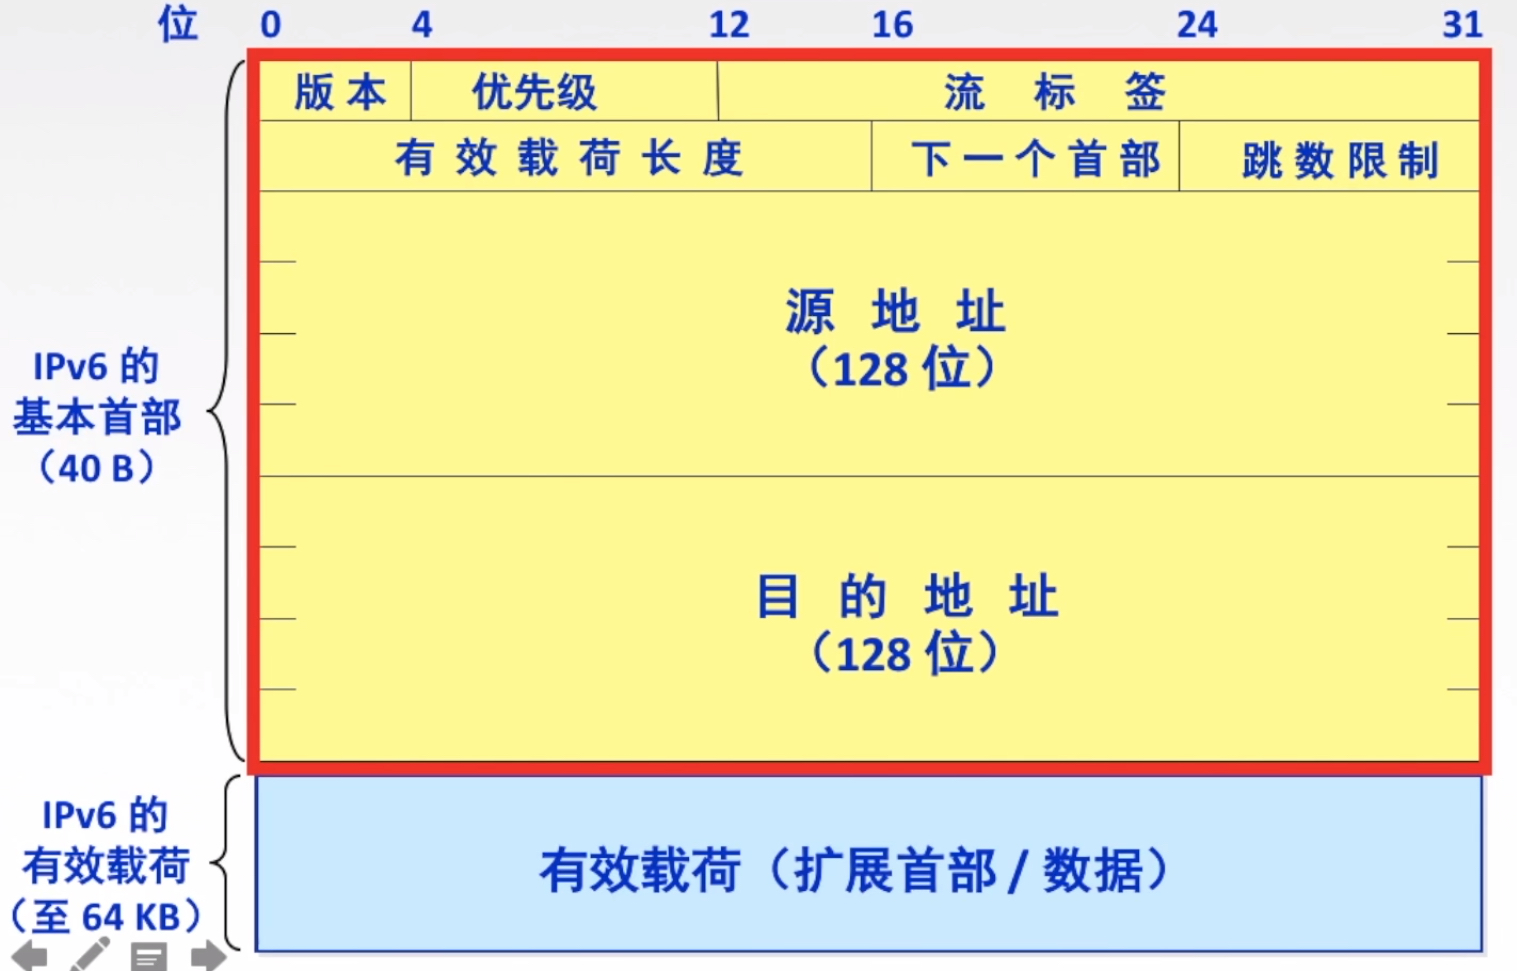 位 0 4 12 16 24 31
版本 优先级 流标签
有效载荷长度 下一个首部 跳数限制
源地址
（128 位）
IPv6 的
基本首部
（40 B）
目的地址
（128 位）
IPv6 的
有效载荷
（至 64 KB）
有效载荷（扩展首部 / 数据）